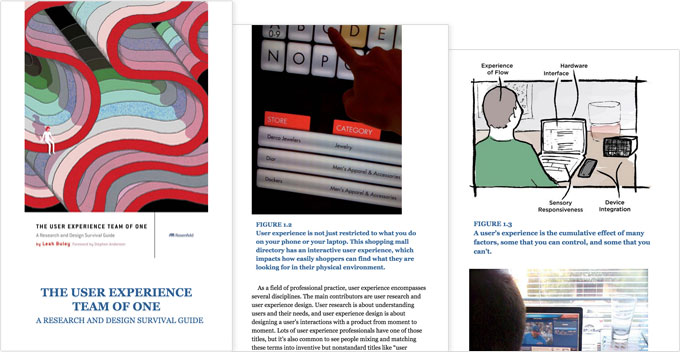 THE USER EXPERIENCE TEAM OF ONE
A Research and Design Survival Guide
by Leah Buley Foreword by Stephen Anderson
Rosenfeld
THE USER EXPERIENCE
TEAM OF ONE
A RESEARCH AND DESIGN SURVIVAL GUIDE
A B C D E
0-9
N O P
STORE
CATEGORY
Derco Jewelers
Jewelry
Dior
Men's Apparel & Accessories
Dockers
Men's Apparel & Accessories
FIGURE 1.2
User experience is not just restricted to what you do
on your phone or your laptop. This shopping mall
directory has an interactive user experience, which
impacts how easily shoppers can find what they are
looking for in their physical environment.
As a field of professional practice, user experience encompasses
several disciplines. The main contributors are user research and
user experience design. User research is about understanding
users and their needs, and user experience design is about
designing a user's interactions with a product from moment to
moment. Lots of user experience professionals have one of those
titles, but it's also common to see people mixing and matching
these terms into inventive but nonstandard titles like "user
Experience
of Flow
Hardware
Interface
Sensory
Responsiveness
Device
Integration
FIGURE 1.3
A user's experience is the cumulative effect of many
factors, some that you can control, and some that you
can't.